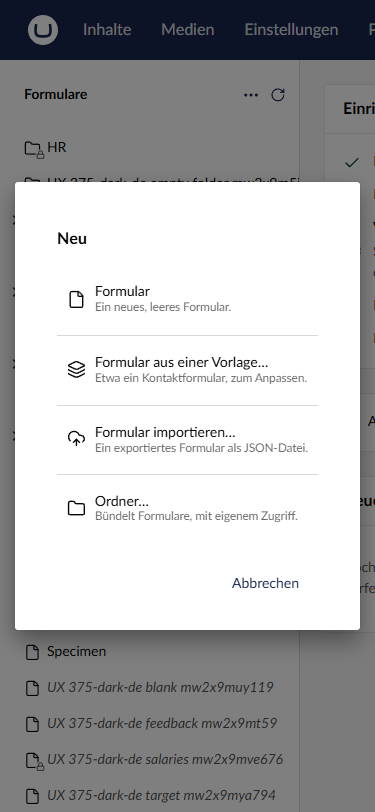 Inhalte Medien Einstellungen
Formulare
HR
Neu
Formular
Ein neues, leeres Formular.
Formular aus einer Vorlage...
Etwa ein Kontaktformular, zum Anpassen.
Formular importieren...
Ein exportiertes Formular als JSON-Datei.
Ordner...
Bündelt Formulare, mit eigenem Zugriff.
Abbrechen
Specimen
UX 375-dark-de blank mw2x9muy119
UX 375-dark-de feedback mw2x9mt59
UX 375-dark-de salaries mw2x9mve676
UX 375-dark-de target mw2x9mya794